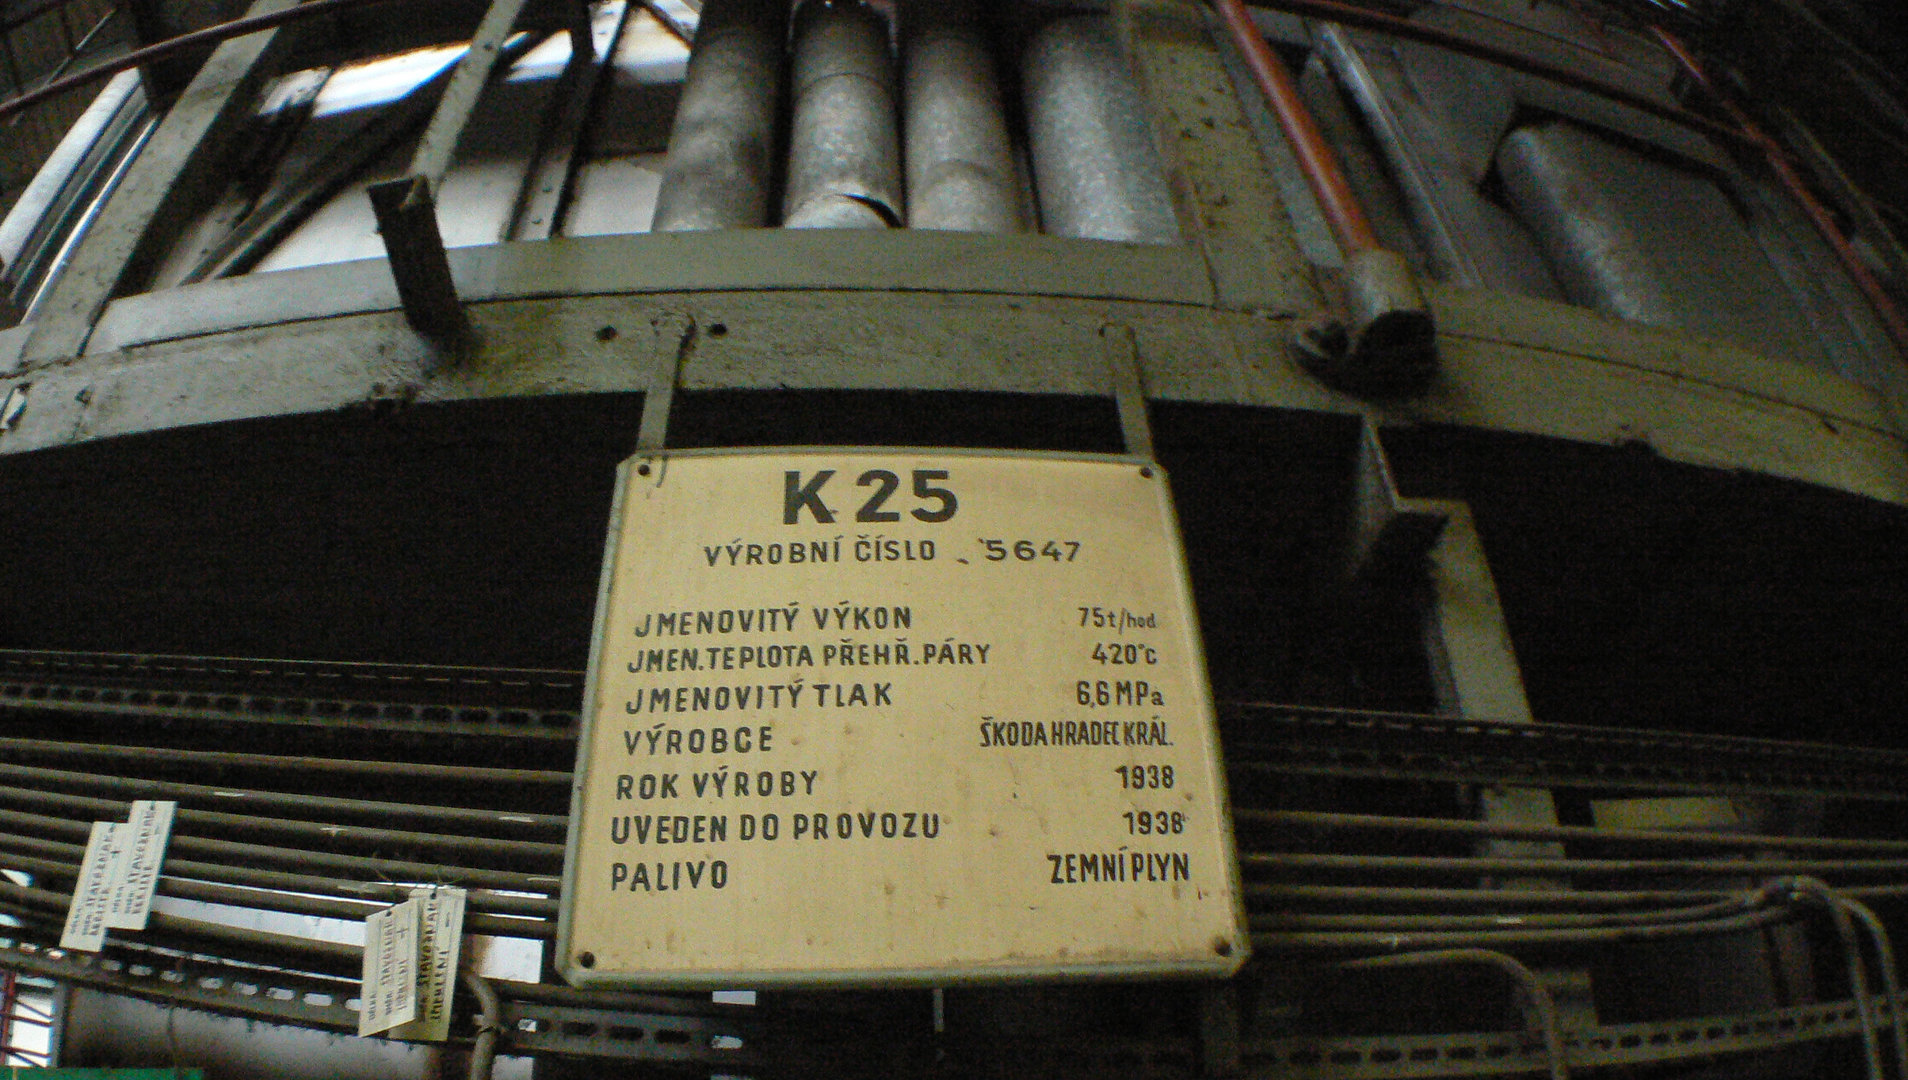 K 25
VÝROBNÍ ČÍSLO 5647
JMENOVITÝ VÝKON 75t/hod
JMEN.TEPLOTA PŘEHŘ.PÁRY 420°C
JMENOVITÝ TLAK 6,6 MPa
VÝROBCE ŠKODA HRADEC KRÁL.
ROK VÝROBY 1938
UVEDEN DO PROVOZU 1938
PALIVO ZEMNÍ PLYN